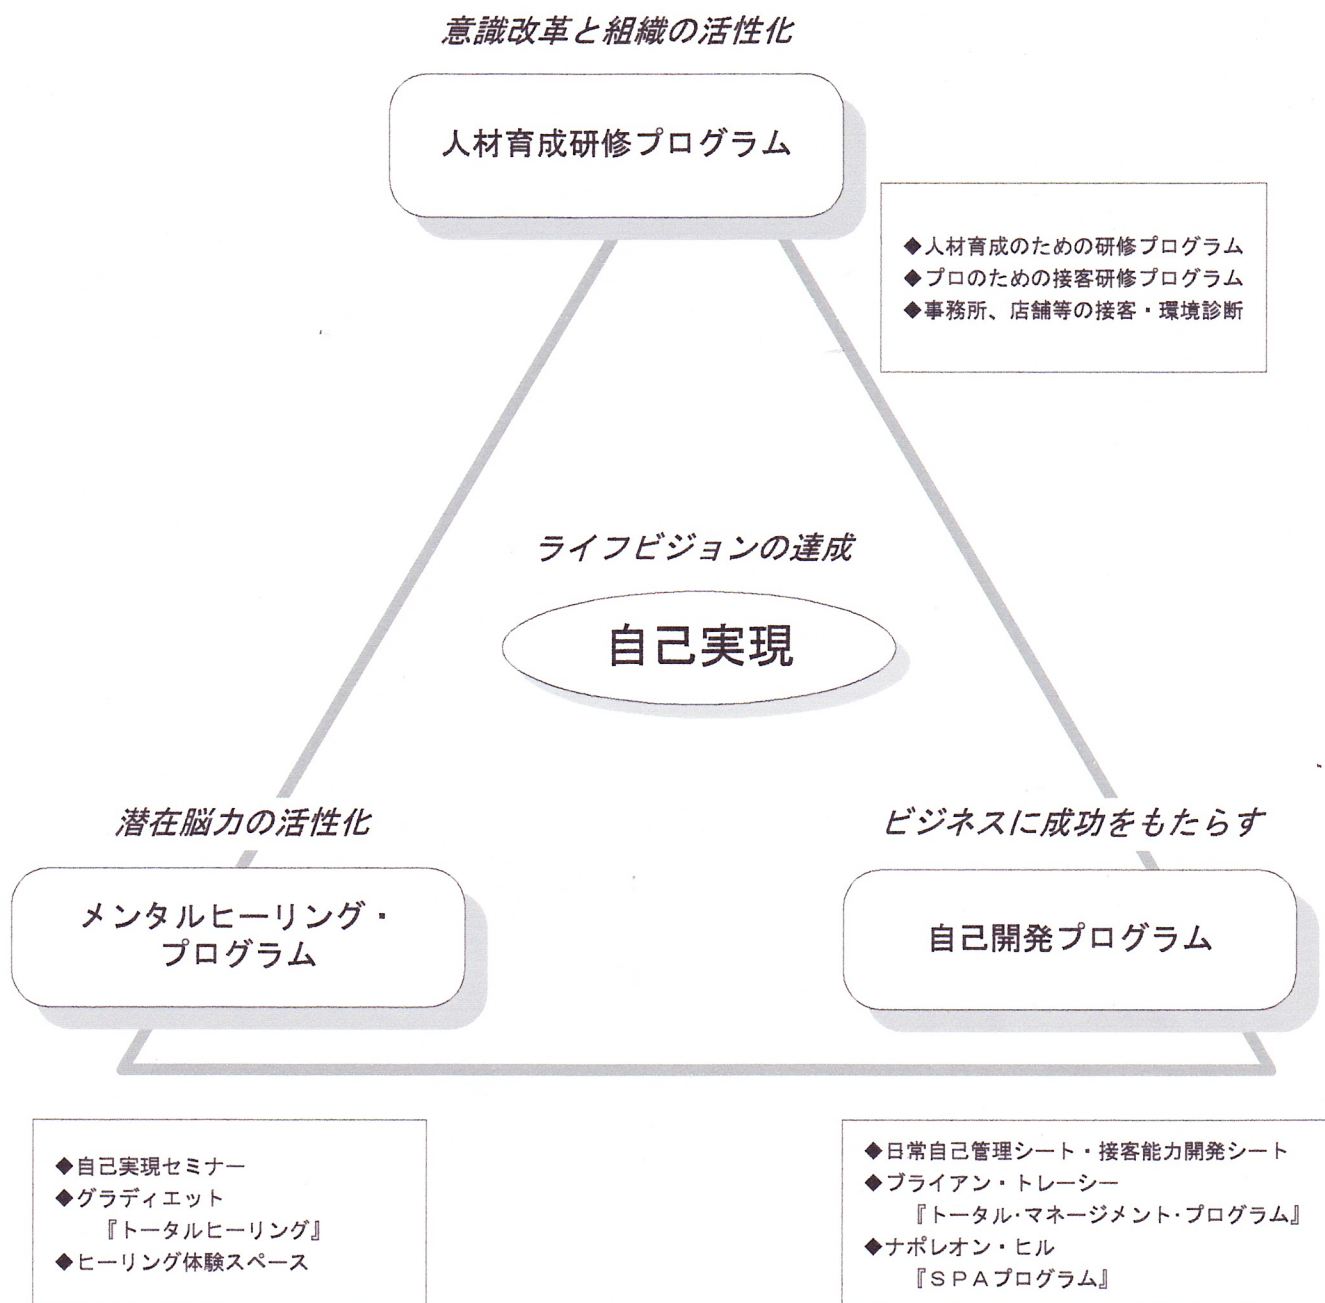 意識改革と組織の活性化
人材育成研修プログラム
◆人材育成のための研修プログラム
◆プロのための接客研修プログラム
◆事務所、店舗等の接客・環境診断
ライフビジョンの達成
自己実現
潜在脳力の活性化
メンタルヒーリング・
プログラム
ビジネスに成功をもたらす
自己開発プログラム
◆自己実現セミナー
◆グラディエット
『トータルヒーリング』
◆ヒーリング体験スペース
◆日常自己管理シート・接客能力開発シート
◆ブライアン・トレーシー
『トータル・マネージメント・プログラム』
◆ナポレオン・ヒル
『ＳＰＡプログラム』